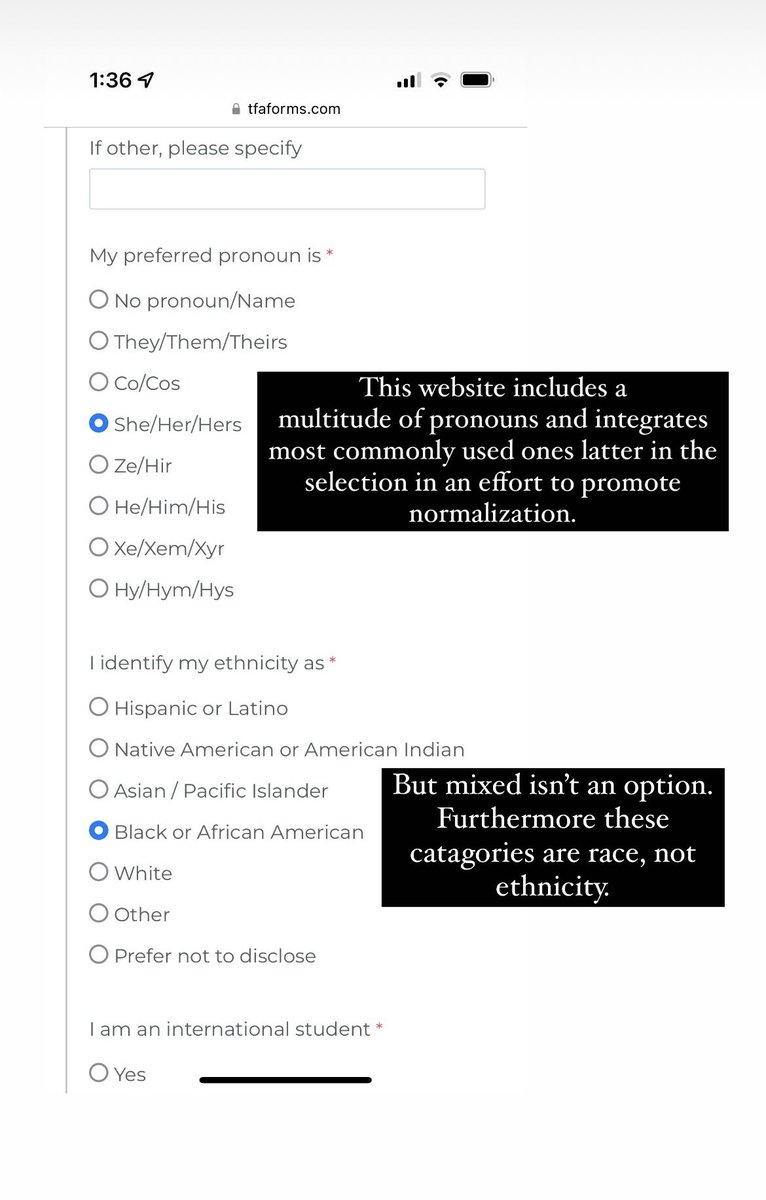 1:36
tfaforms.com
If other, please specify
My preferred pronoun is *
No pronoun/Name
They/Them/Theirs
Co/Cos
She/Her/Hers
Ze/Hir
He/Him/His
Xe/Xem/Xyr
Hy/Hym/Hys
This website includes a
multitude of pronouns and integrates
most commonly used ones latter in the
selection in an effort to promote
normalization.
I identify my ethnicity as *
Hispanic or Latino
Native American or American Indian
Asian / Pacific Islander
Black or African American
White
Other
Prefer not to disclose
But mixed isn't an option.
Furthermore these
catagories are race, not
ethnicity.
I am an international student *
Yes